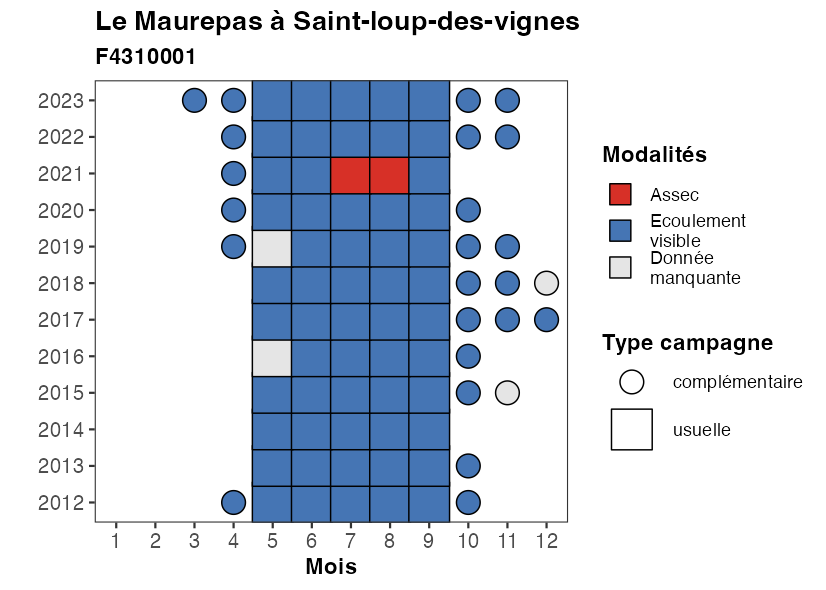 Le Maurepas à Saint-loup-des-vignes
F4310001
2023
2022
2021
2020
2019
2018
2017
2016
2015
2014
2013
2012
1 2 3 4 5 6 7 8 9 10 11 12
Mois
Modalités
Assec
Ecoulement
visible
Donnée
manquante
Type campagne
complémentaire
usuelle